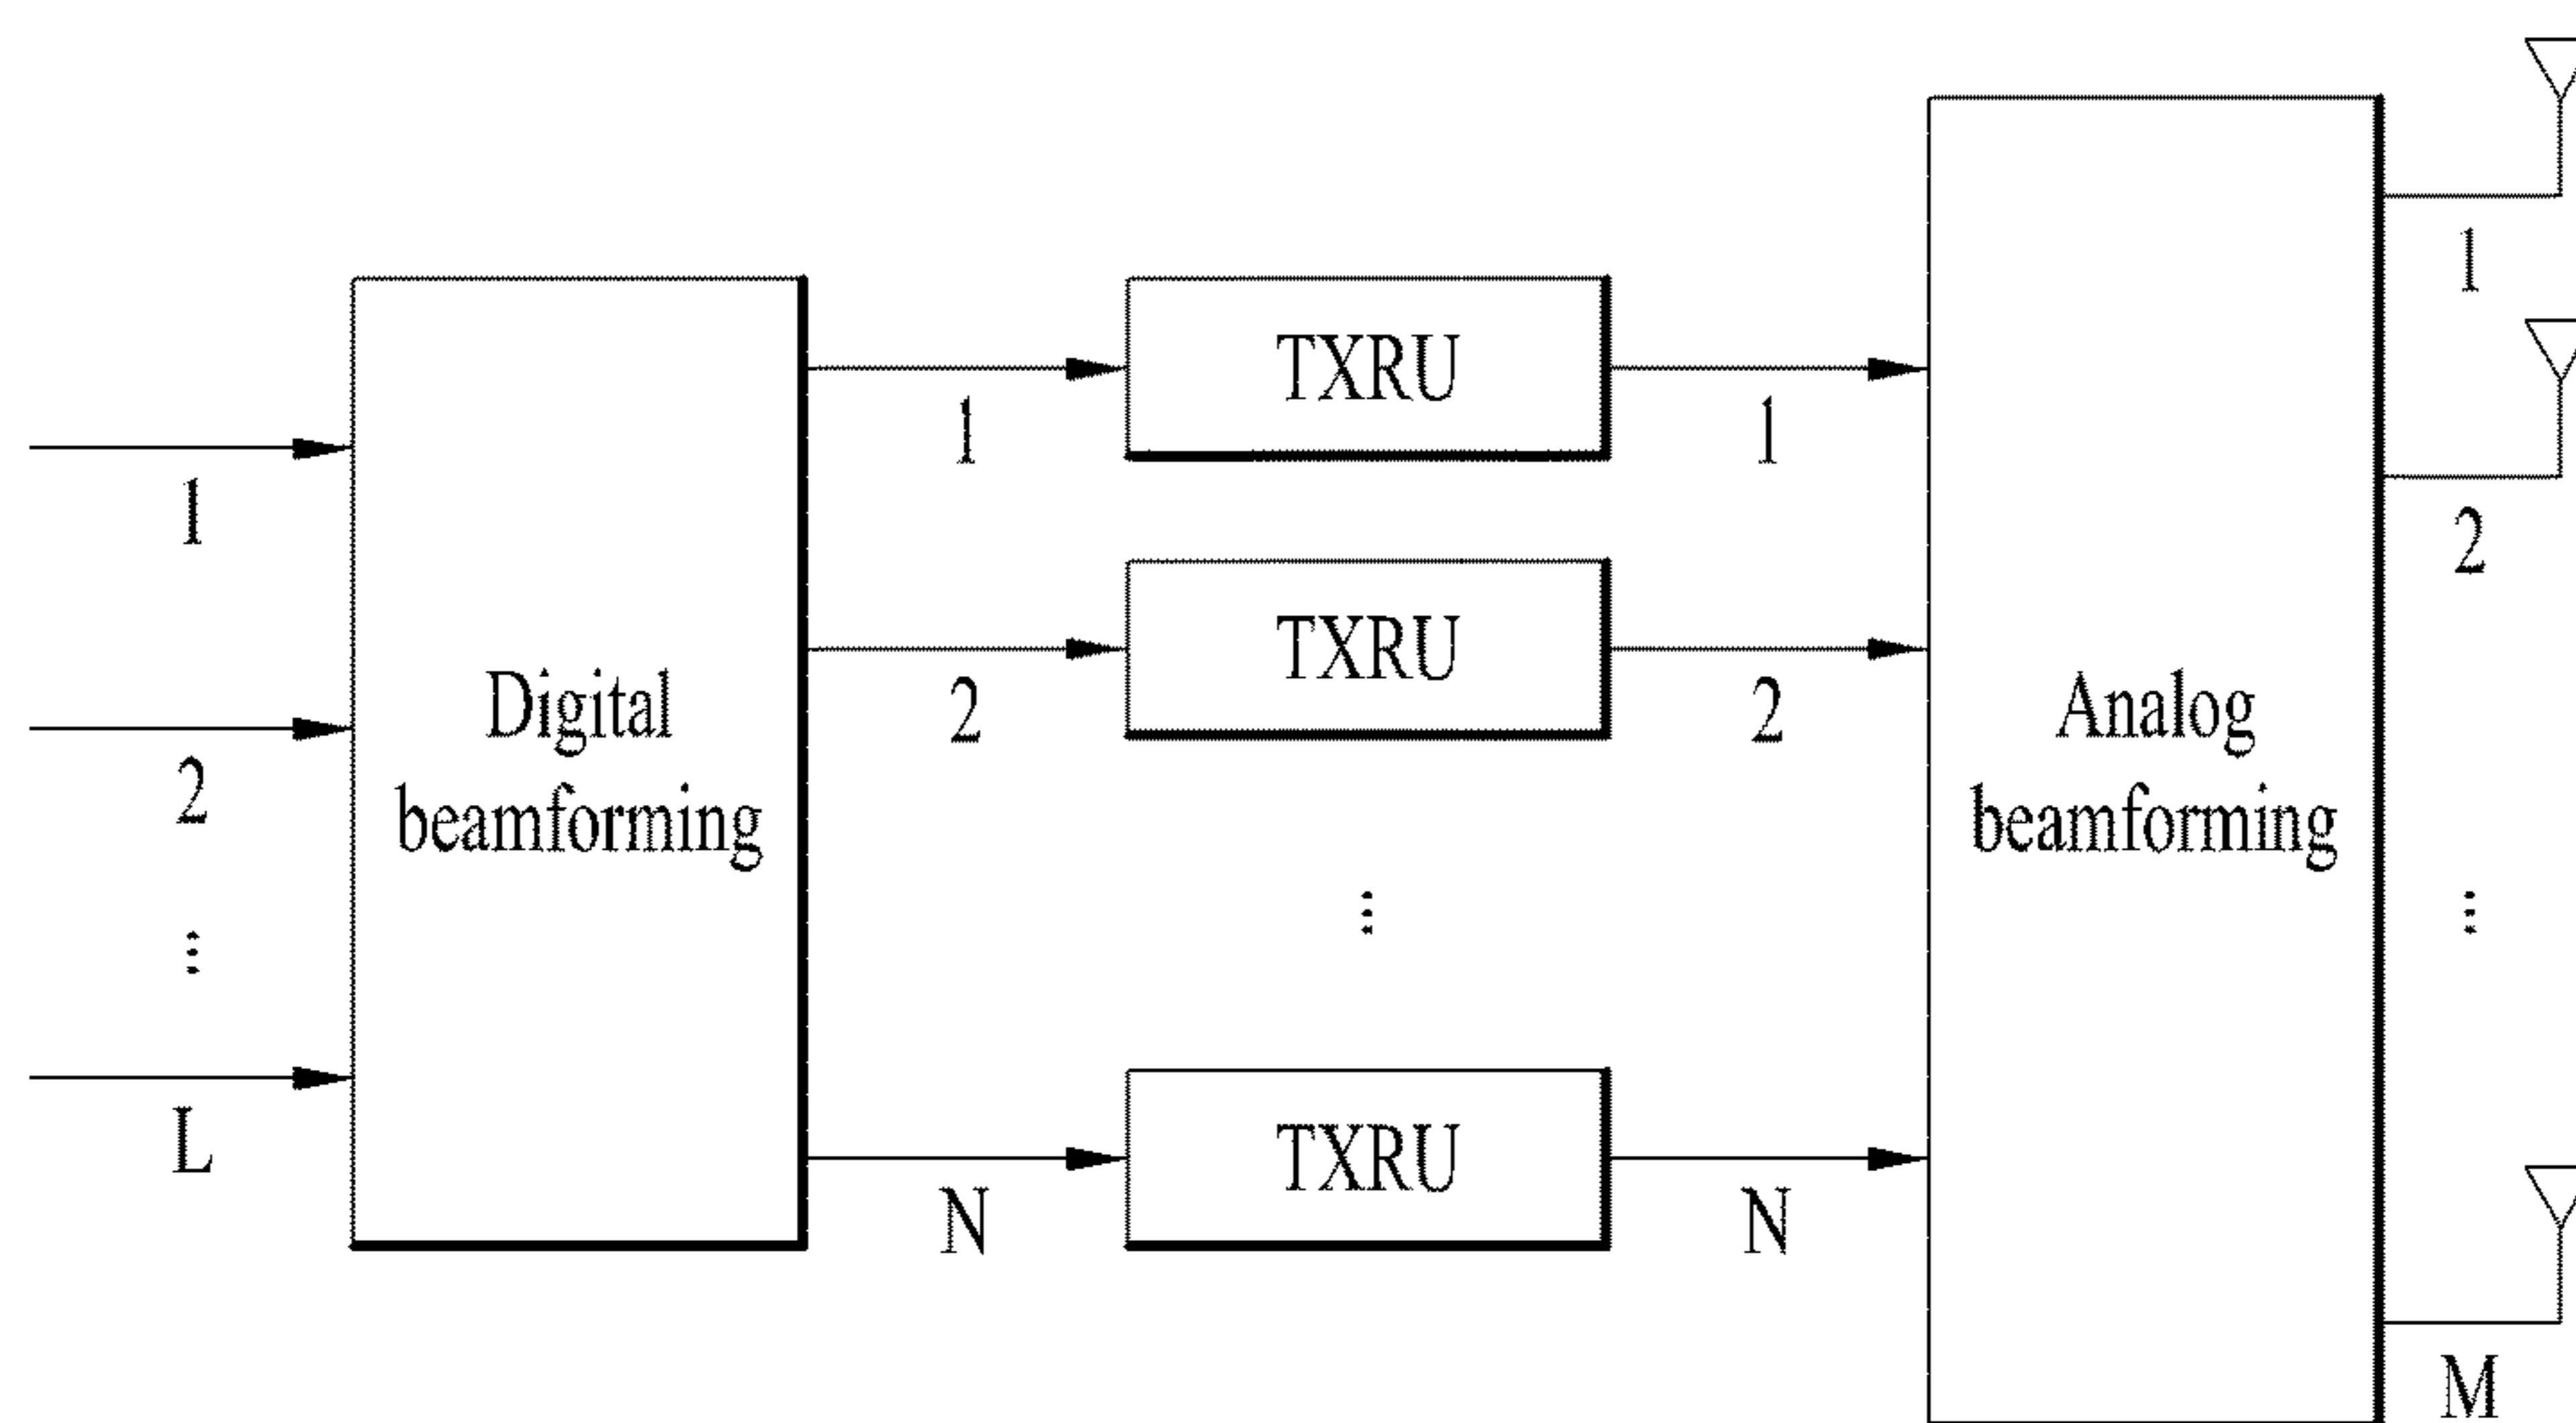 1
2
⋮
L
Digital
beamforming
1
2
N
TXRU
TXRU
⋮
TXRU
1
2
N
Analog
beamforming
1
2
⋮
M